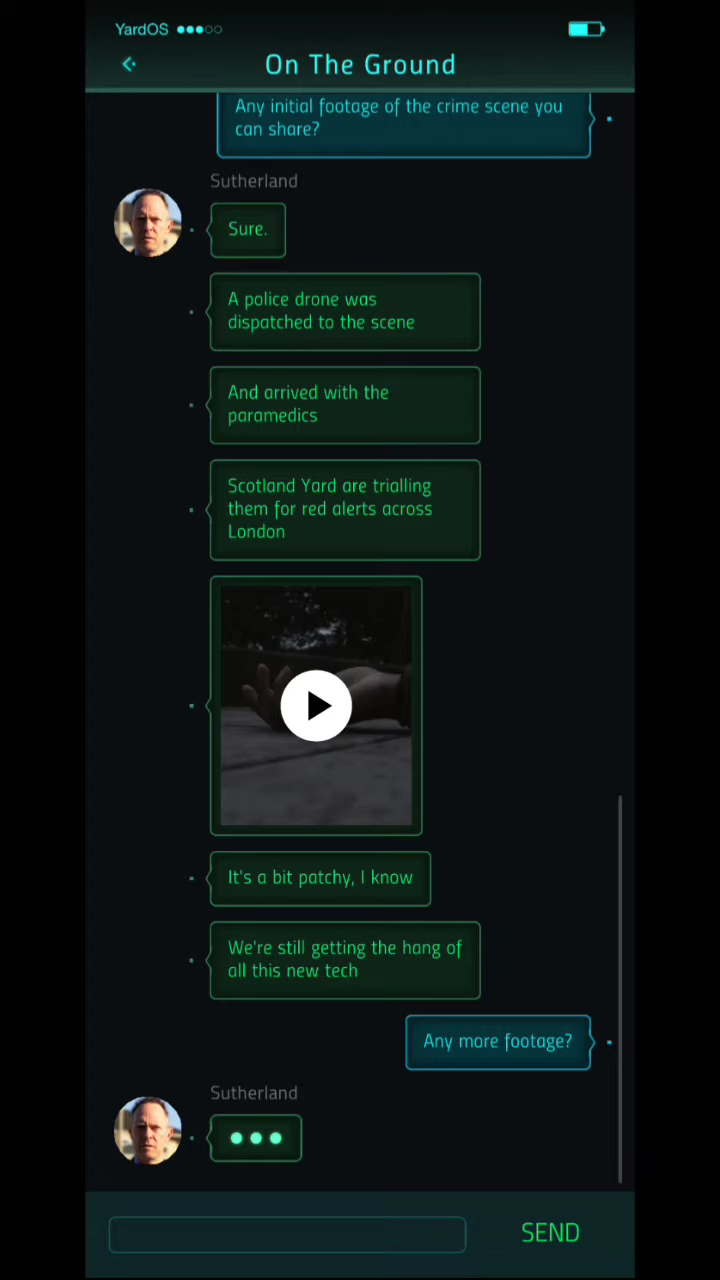 YardOS
On The Ground
Any initial footage of the crime scene you
can share?
Sutherland
Sure.
A police drone was
dispatched to the scene
And arrived with the
paramedics
Scotland Yard are trialling
them for red alerts across
London
It's a bit patchy, I know
We're still getting the hang of
all this new tech
Any more footage?
Sutherland
SEND